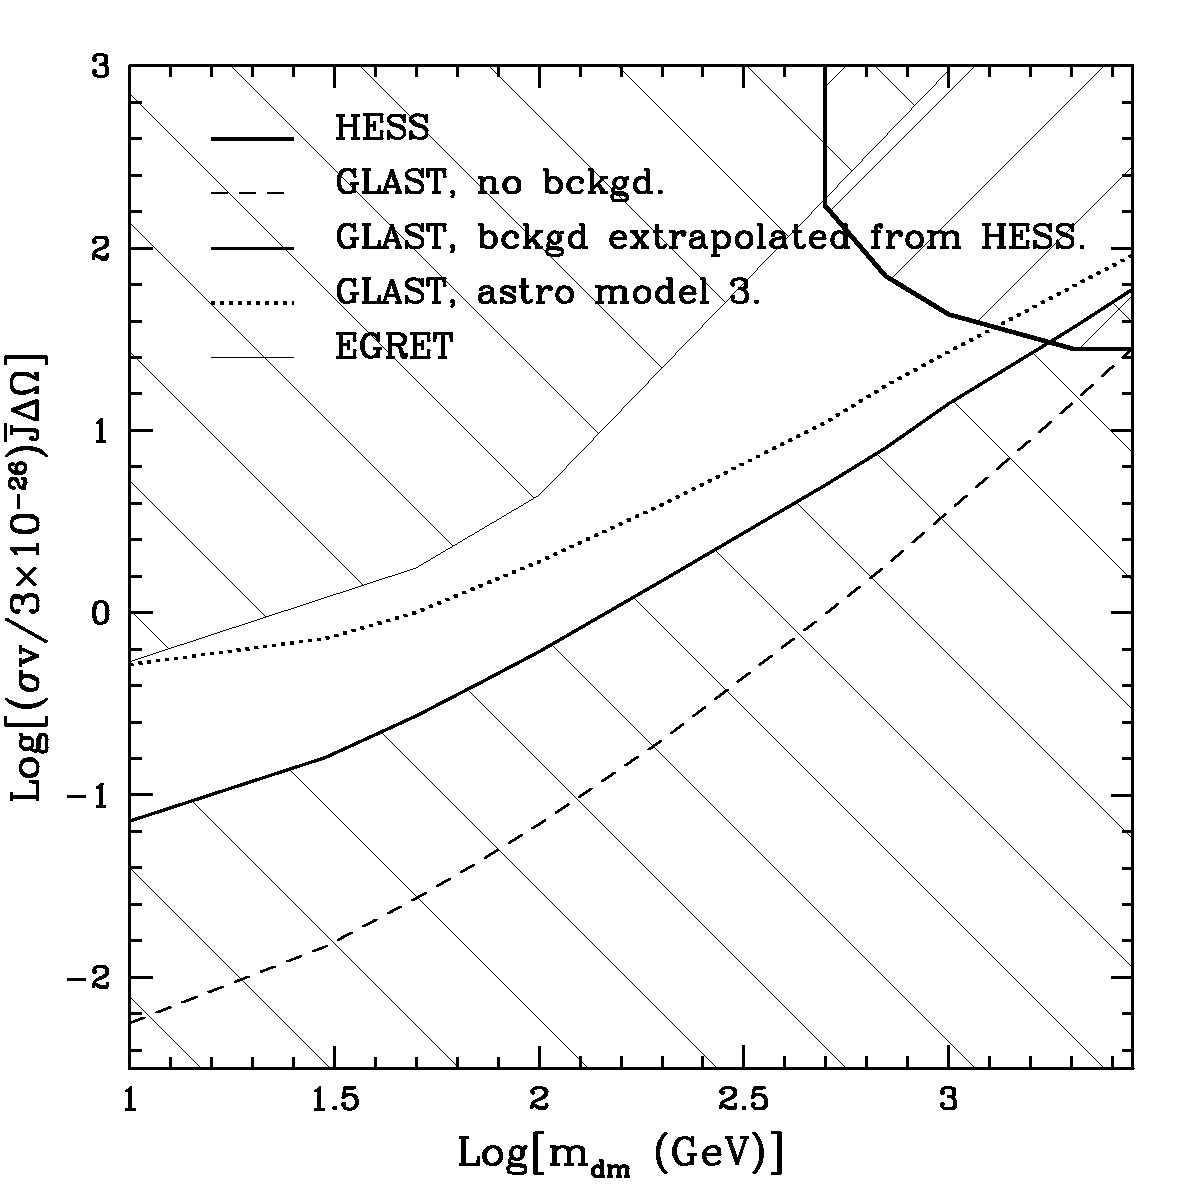 3
HESS
GLAST, no bckgd.
2
GLAST, bckgd extrapolated from HESS.
GLAST, astro model 3.
EGRET
1
0
−1
−2
Log[(σv/3×10⁻²⁶)J̅ΔΩ]
1 1.5 2 2.5 3
Log[m_dm (GeV)]